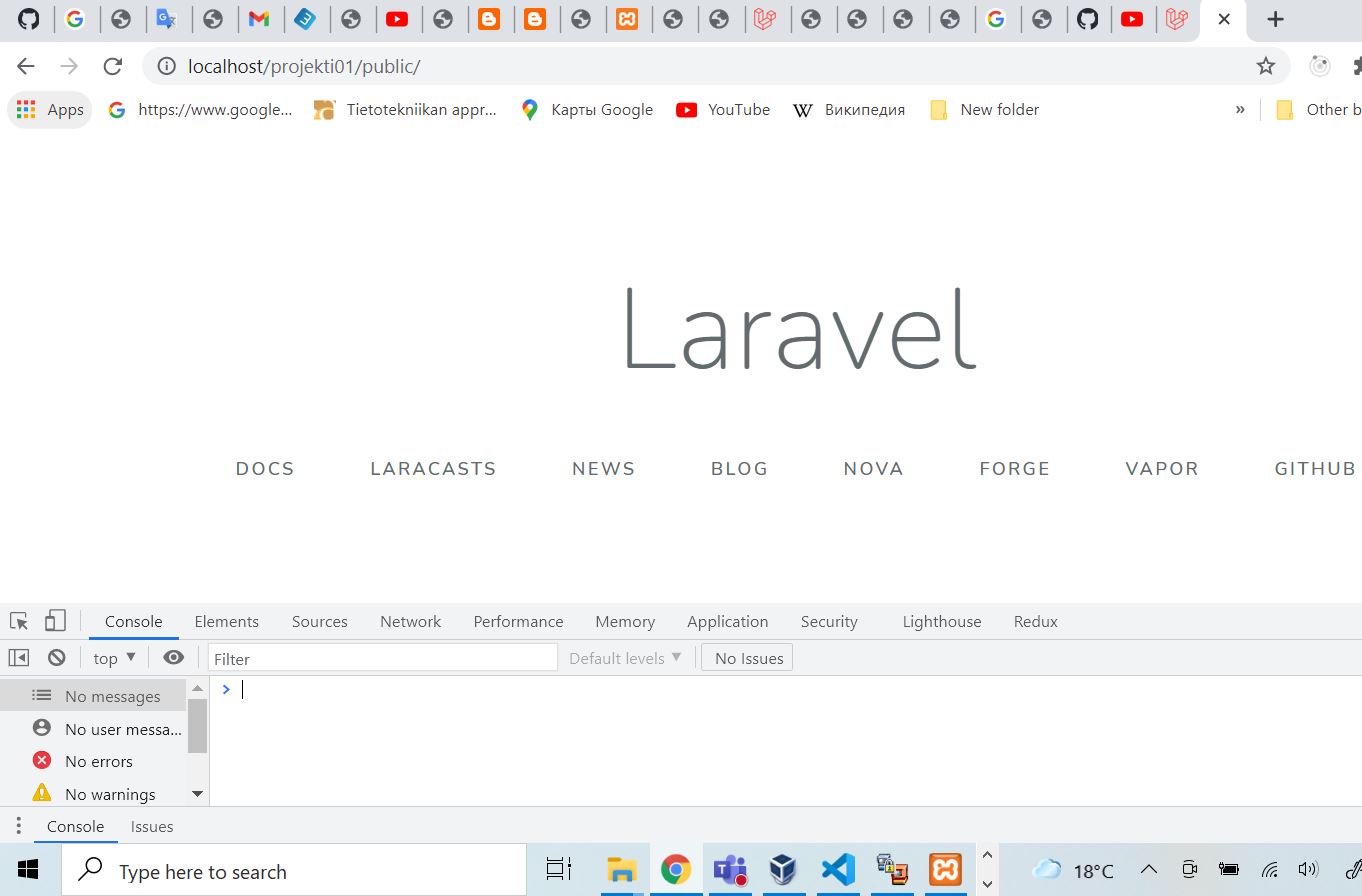 localhost/projekti01/public/
Apps https://www.google... Tietotekniikan appr... Карты Google YouTube Википедия New folder » Other b
Laravel
DOCS LARACASTS NEWS BLOG NOVA FORGE VAPOR GITHUB
Console Elements Sources Network Performance Memory Application Security Lighthouse Redux
top Filter Default levels No Issues
No messages
No user messa...
No errors
No warnings
Console Issues
Type here to search 18°C